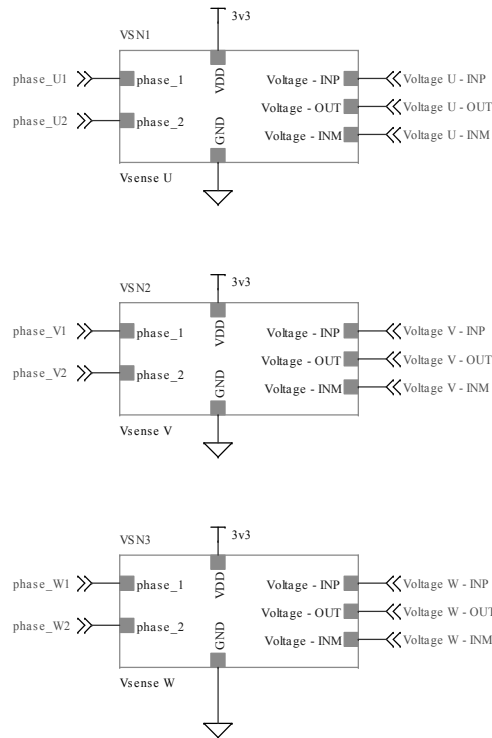 3v3
VSN1
phase_U1 phase_1 VDD Voltage - INP Voltage U - INP
Voltage - OUT Voltage U - OUT
phase_U2 phase_2 GND Voltage - INM Voltage U - INM
Vsense U
3v3
VSN2
phase_V1 phase_1 VDD Voltage - INP Voltage V - INP
Voltage - OUT Voltage V - OUT
phase_V2 phase_2 GND Voltage - INM Voltage V - INM
Vsense V
3v3
VSN3
phase_W1 phase_1 VDD Voltage - INP Voltage W - INP
Voltage - OUT Voltage W - OUT
phase_W2 phase_2 GND Voltage - INM Voltage W - INM
Vsense W